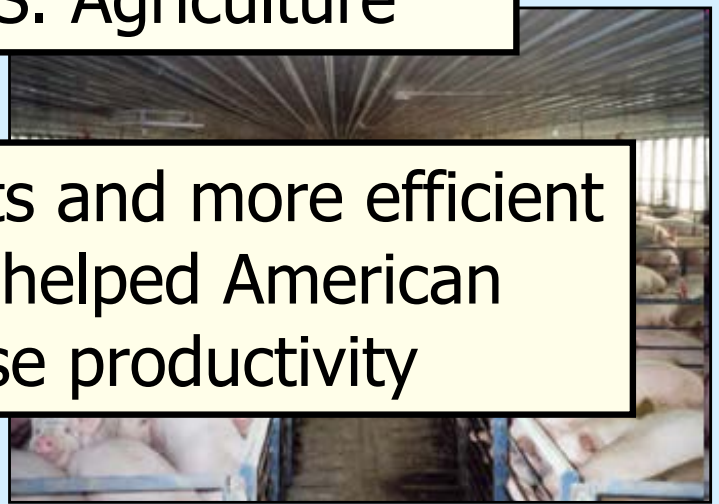 S. Agriculture
ts and more efficient
helped American
se productivity